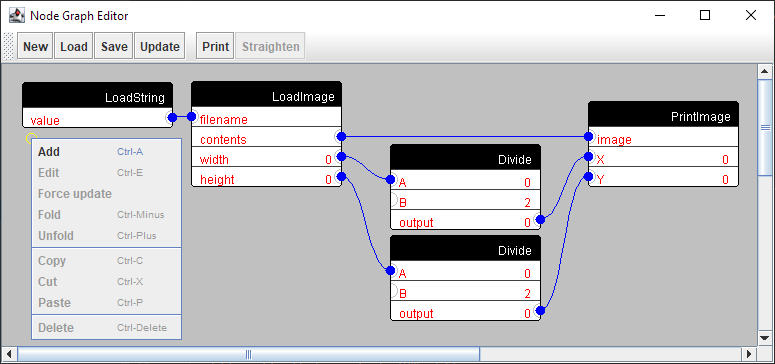 Node Graph Editor
New Load Save Update Print Straighten
LoadString
value
LoadImage
filename
contents
width 0
height 0
Divide
A 0
B 2
output 0
Divide
A 0
B 2
output 0
PrintImage
image
X 0
Y 0
Add Ctrl-A
Edit Ctrl-E
Force update
Fold Ctrl-Minus
Unfold Ctrl-Plus
Copy Ctrl-C
Cut Ctrl-X
Paste Ctrl-P
Delete Ctrl-Delete